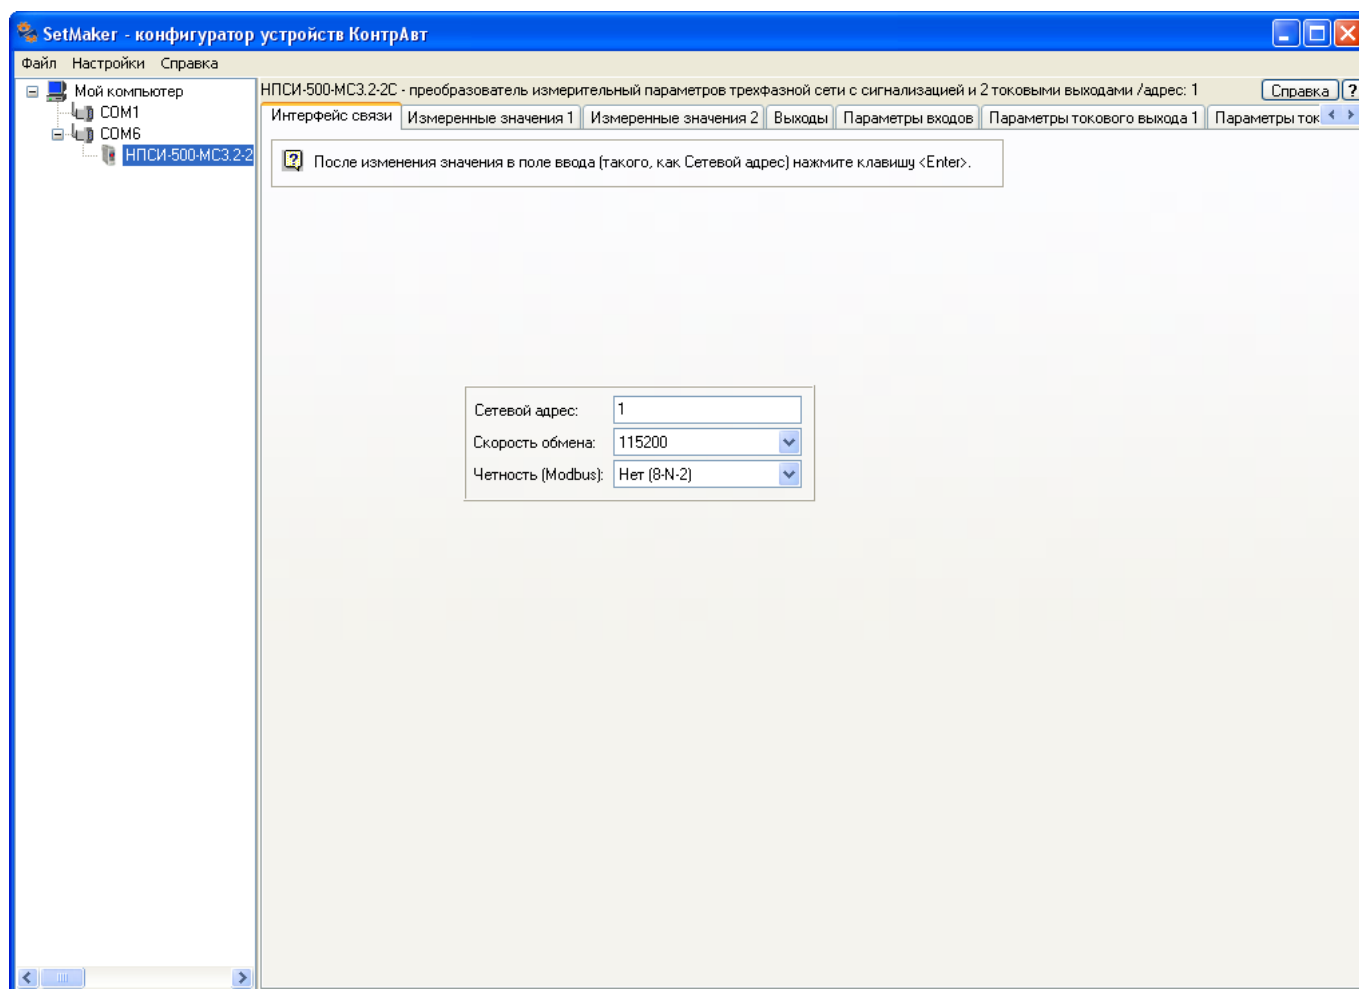 SetMaker - конфигуратор устройств КонтрАвт
Файл Настройки Справка
Мой компьютер
COM1
COM6
НПСИ-500-МС3.2-2
НПСИ-500-МС3.2-2С - преобразователь измерительный параметров трехфазной сети с сигнализацией и 2 токовыми выходами /адрес: 1 Справка ?
Интерфейс связи Измеренные значения 1 Измеренные значения 2 Выходы Параметры входов Параметры токового выхода 1 Параметры ток
После изменения значения в поле ввода (такого, как Сетевой адрес) нажмите клавишу <Enter>.
Сетевой адрес: 1
Скорость обмена: 115200
Четность (Modbus): Нет (8-N-2)